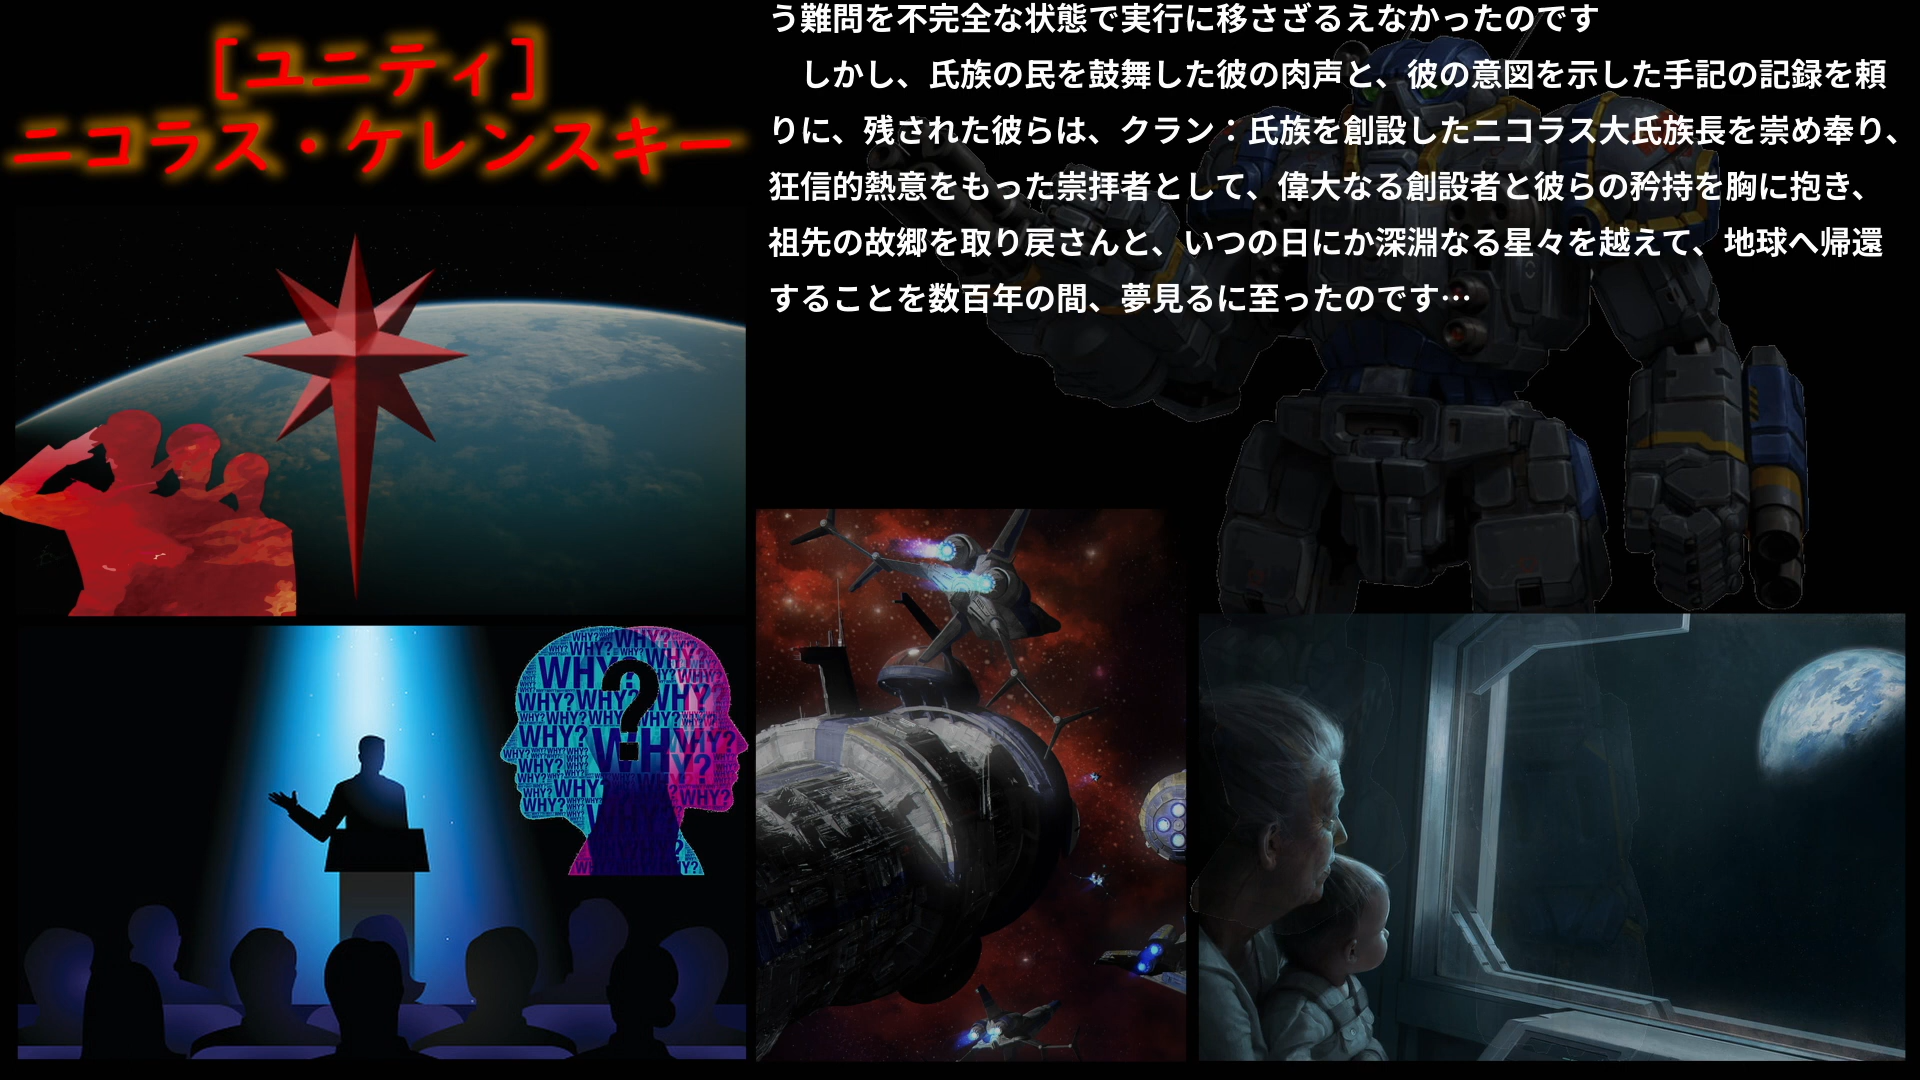 ［ユニティ］
ニコラス・ケレンスキー
う難問を不完全な状態で実行に移さざるえなかったのです
しかし、氏族の民を鼓舞した彼の肉声と、彼の意図を示した手記の記録を頼
りに、残された彼らは、クラン：氏族を創設したニコラス大氏族長を崇め奉り、
狂信的熱意をもった崇拝者として、偉大なる創設者と彼らの矜持を胸に抱き、
祖先の故郷を取り戻さんと、いつの日にか深淵なる星々を越えて、地球へ帰還
することを数百年の間、夢見るに至ったのです…
WHY?
WHY?
WHY?
WHY?
WHY?
WHY?
WHY?
WHY?